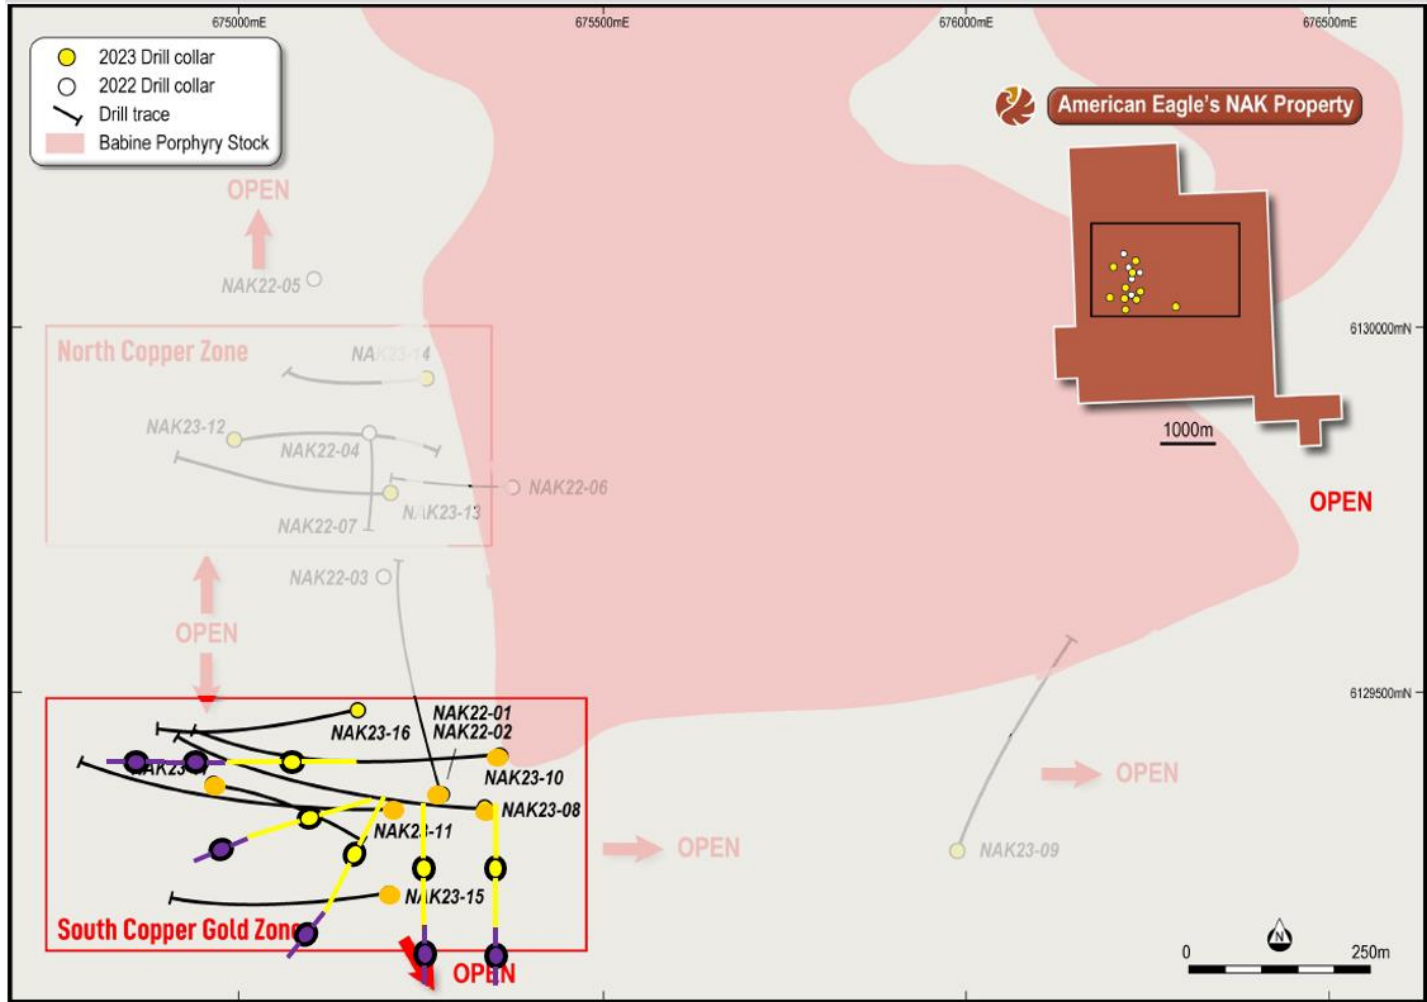 675000mE
675500mE
676000mE
676500mE
2023 Drill collar
2022 Drill collar
Drill trace
Babine Porphyry Stock
American Eagle's NAK Property
OPEN
NAK22-05
6130000mN
North Copper Zone
NAK23-14
NAK23-12
NAK22-04
1000m
NAK22-06
OPEN
NAK23-13
NAK22-07
NAK22-03
OPEN
6129500mN
NAK22-01
NAK22-02
NAK23-16
NAK23-10
OPEN
NAK23-08
NAK23-11
OPEN
NAK23-09
NAK23-15
South Copper Gold Zone
N
0
250m
OPEN